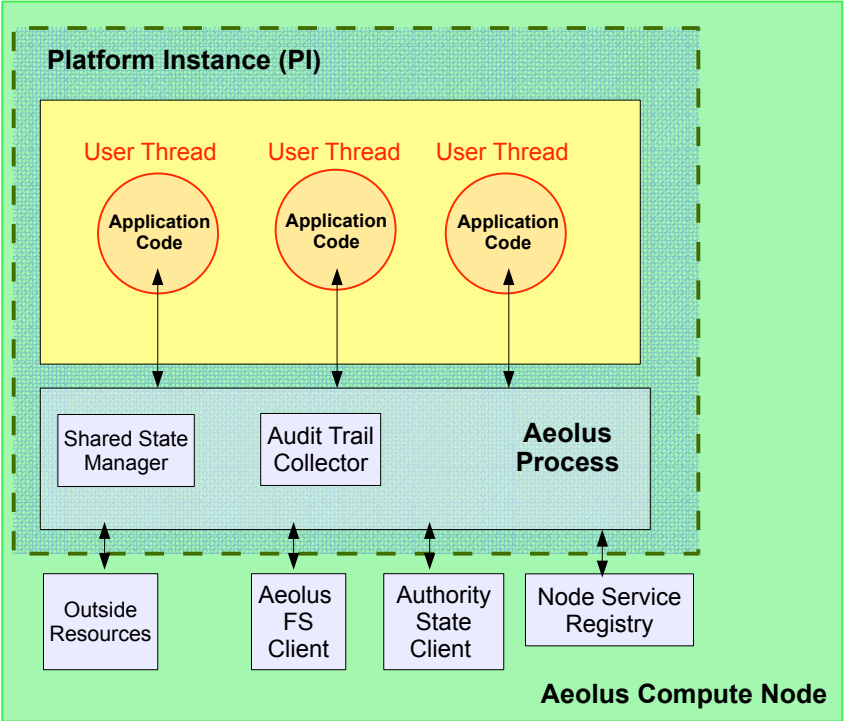 Platform Instance (PI)
User Thread
User Thread
User Thread
Application
Code
Application
Code
Application
Code
Shared State
Manager
Audit Trail
Collector
Aeolus
Process
Outside
Resources
Aeolus
FS
Client
Authority
State
Client
Node Service
Registry
Aeolus Compute Node